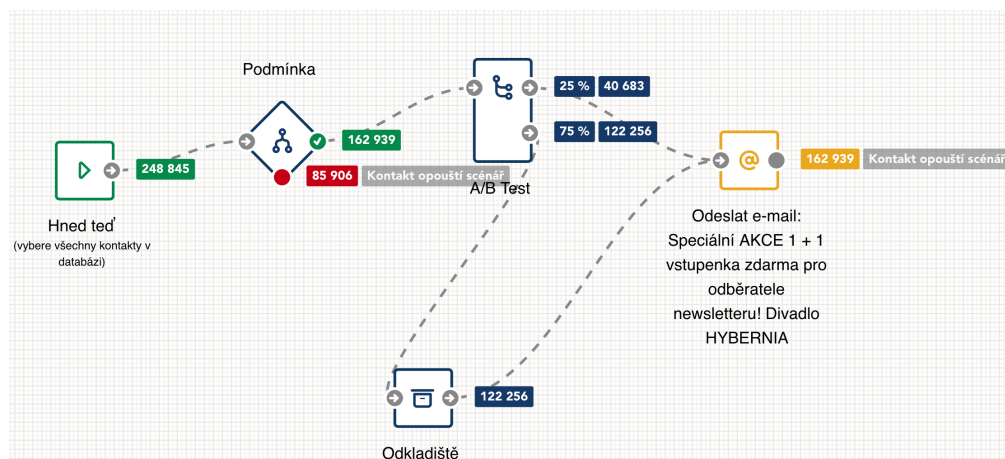 Podmínka
25 % 40 683
75 % 122 256
162 939
248 845
85 906 Kontakt opouští scénář
A/B Test
@
162 939 Kontakt opouští scénář
Hned teď
(vybere všechny kontakty v
databázi)
Odeslat e-mail:
Speciální AKCE 1 + 1
vstupenka zdarma pro
odběratele
newsletteru! Divadlo
HYBERNIA
122 256
Odkladiště